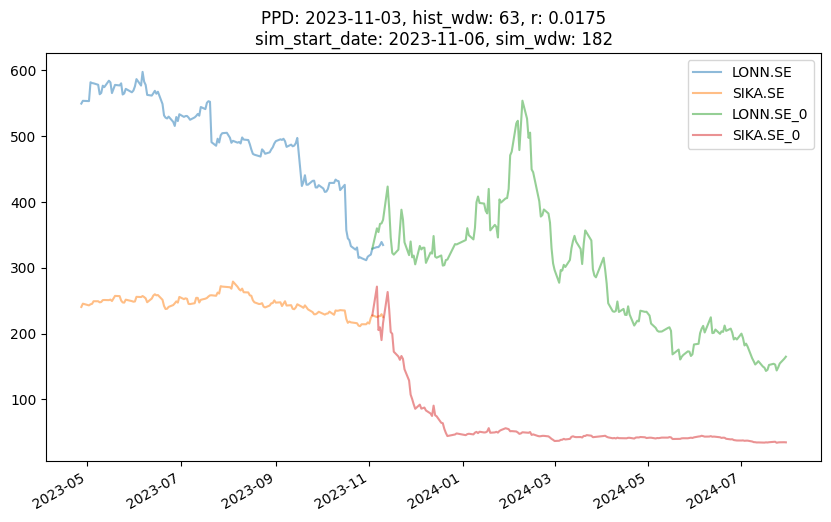 PPD: 2023-11-03, hist_wdw: 63, r: 0.0175
sim_start_date: 2023-11-06, sim_wdw: 182
LONN.SE
SIKA.SE
LONN.SE_0
SIKA.SE_0
600
500
400
300
200
100
2023-05
2023-07
2023-09
2023-11
2024-01
2024-03
2024-05
2024-07